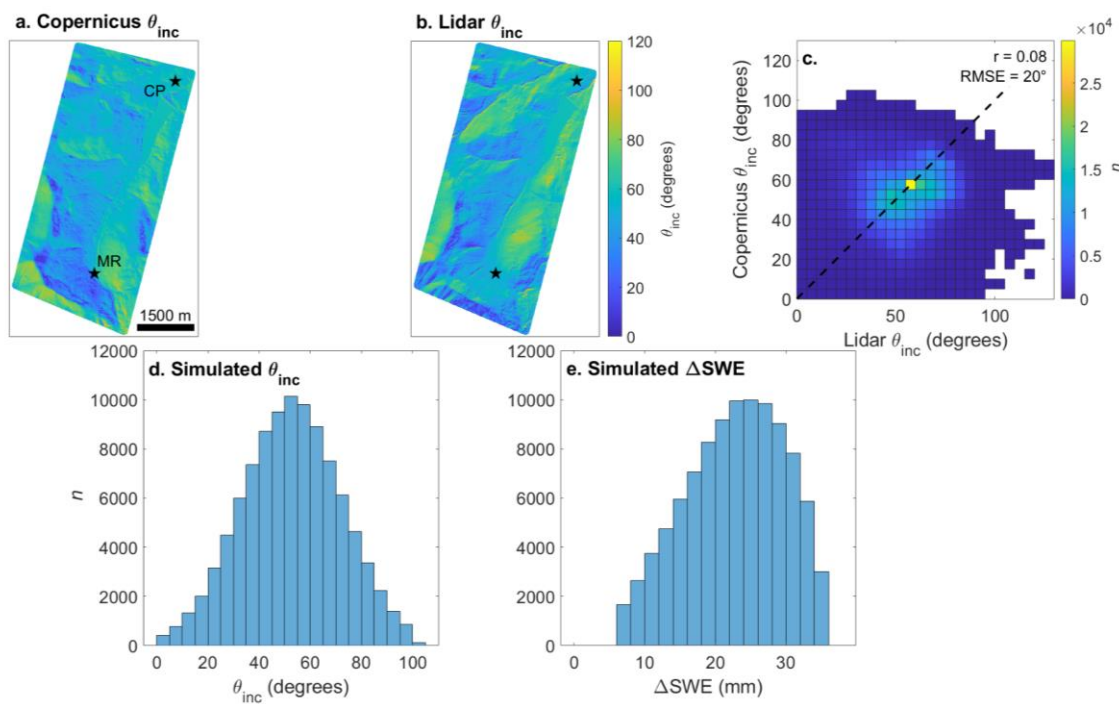 a. Copernicus θinc
b. Lidar θinc
CP
MR
1500 m
120
100
80
60
40
20
0
θinc (degrees)
c.
r = 0.08
RMSE = 20°
120
100
80
60
40
20
0
Copernicus θinc (degrees)
0
50
100
Lidar θinc (degrees)
×10⁴
2.5
2
1.5
1
0.5
0
n
d. Simulated θinc
12000
10000
8000
6000
4000
2000
0
n
0
20
40
60
80
100
θinc (degrees)
e. Simulated ΔSWE
12000
10000
8000
6000
4000
2000
0
0
10
20
30
ΔSWE (mm)